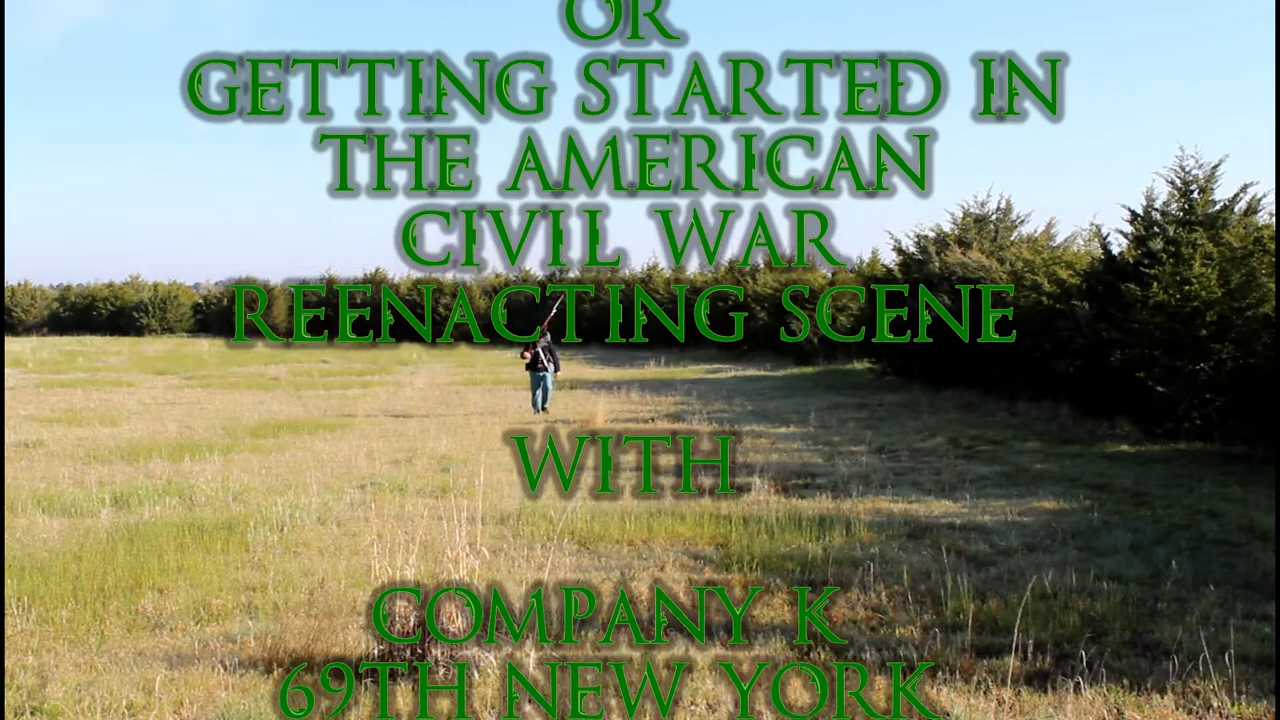 OR
GETTING STARTED IN
THE AMERICAN
CIVIL WAR
REENACTING SCENE
WITH
COMPANY K
69TH NEW YORK